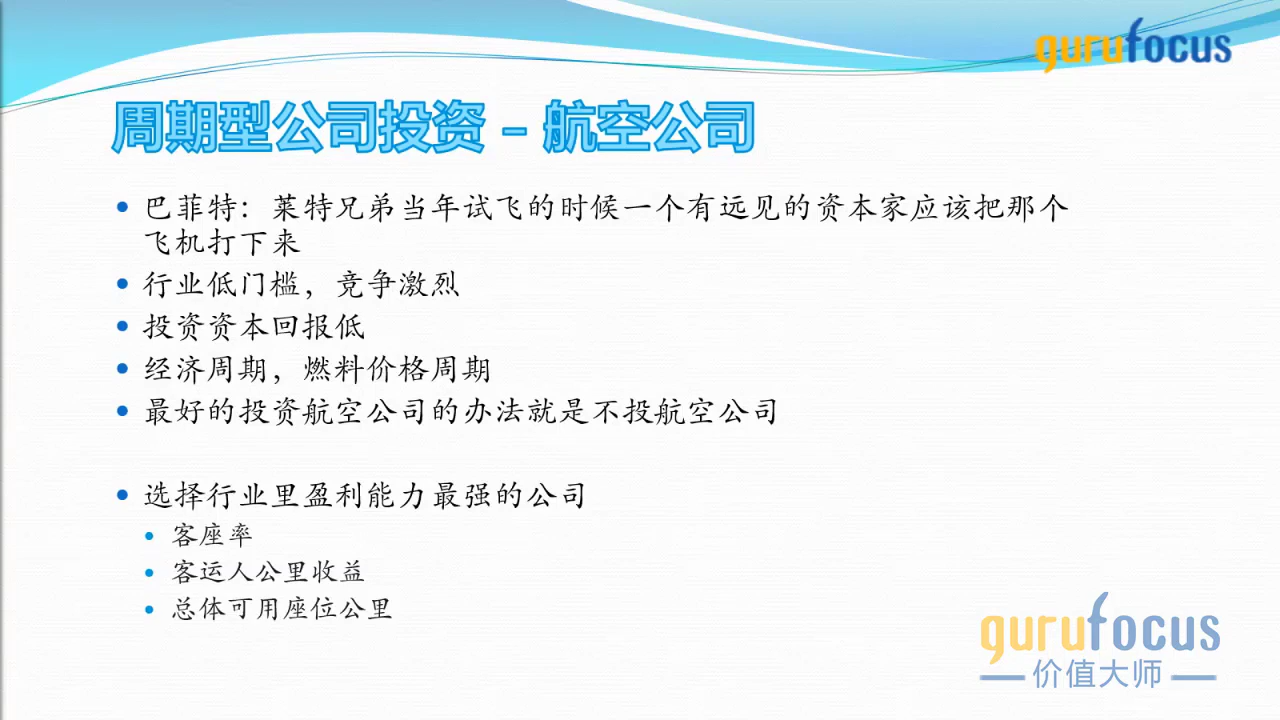 gurufocus
周期型公司投资 – 航空公司
巴菲特：莱特兄弟当年试飞的时候一个有远见的资本家应该把那个
飞机打下来
行业低门槛，竞争激烈
投资资本回报低
经济周期，燃料价格周期
最好的投资航空公司的办法就是不投航空公司
选择行业里盈利能力最强的公司
客座率
客运人公里收益
总体可用座位公里
gurufocus
价值大师